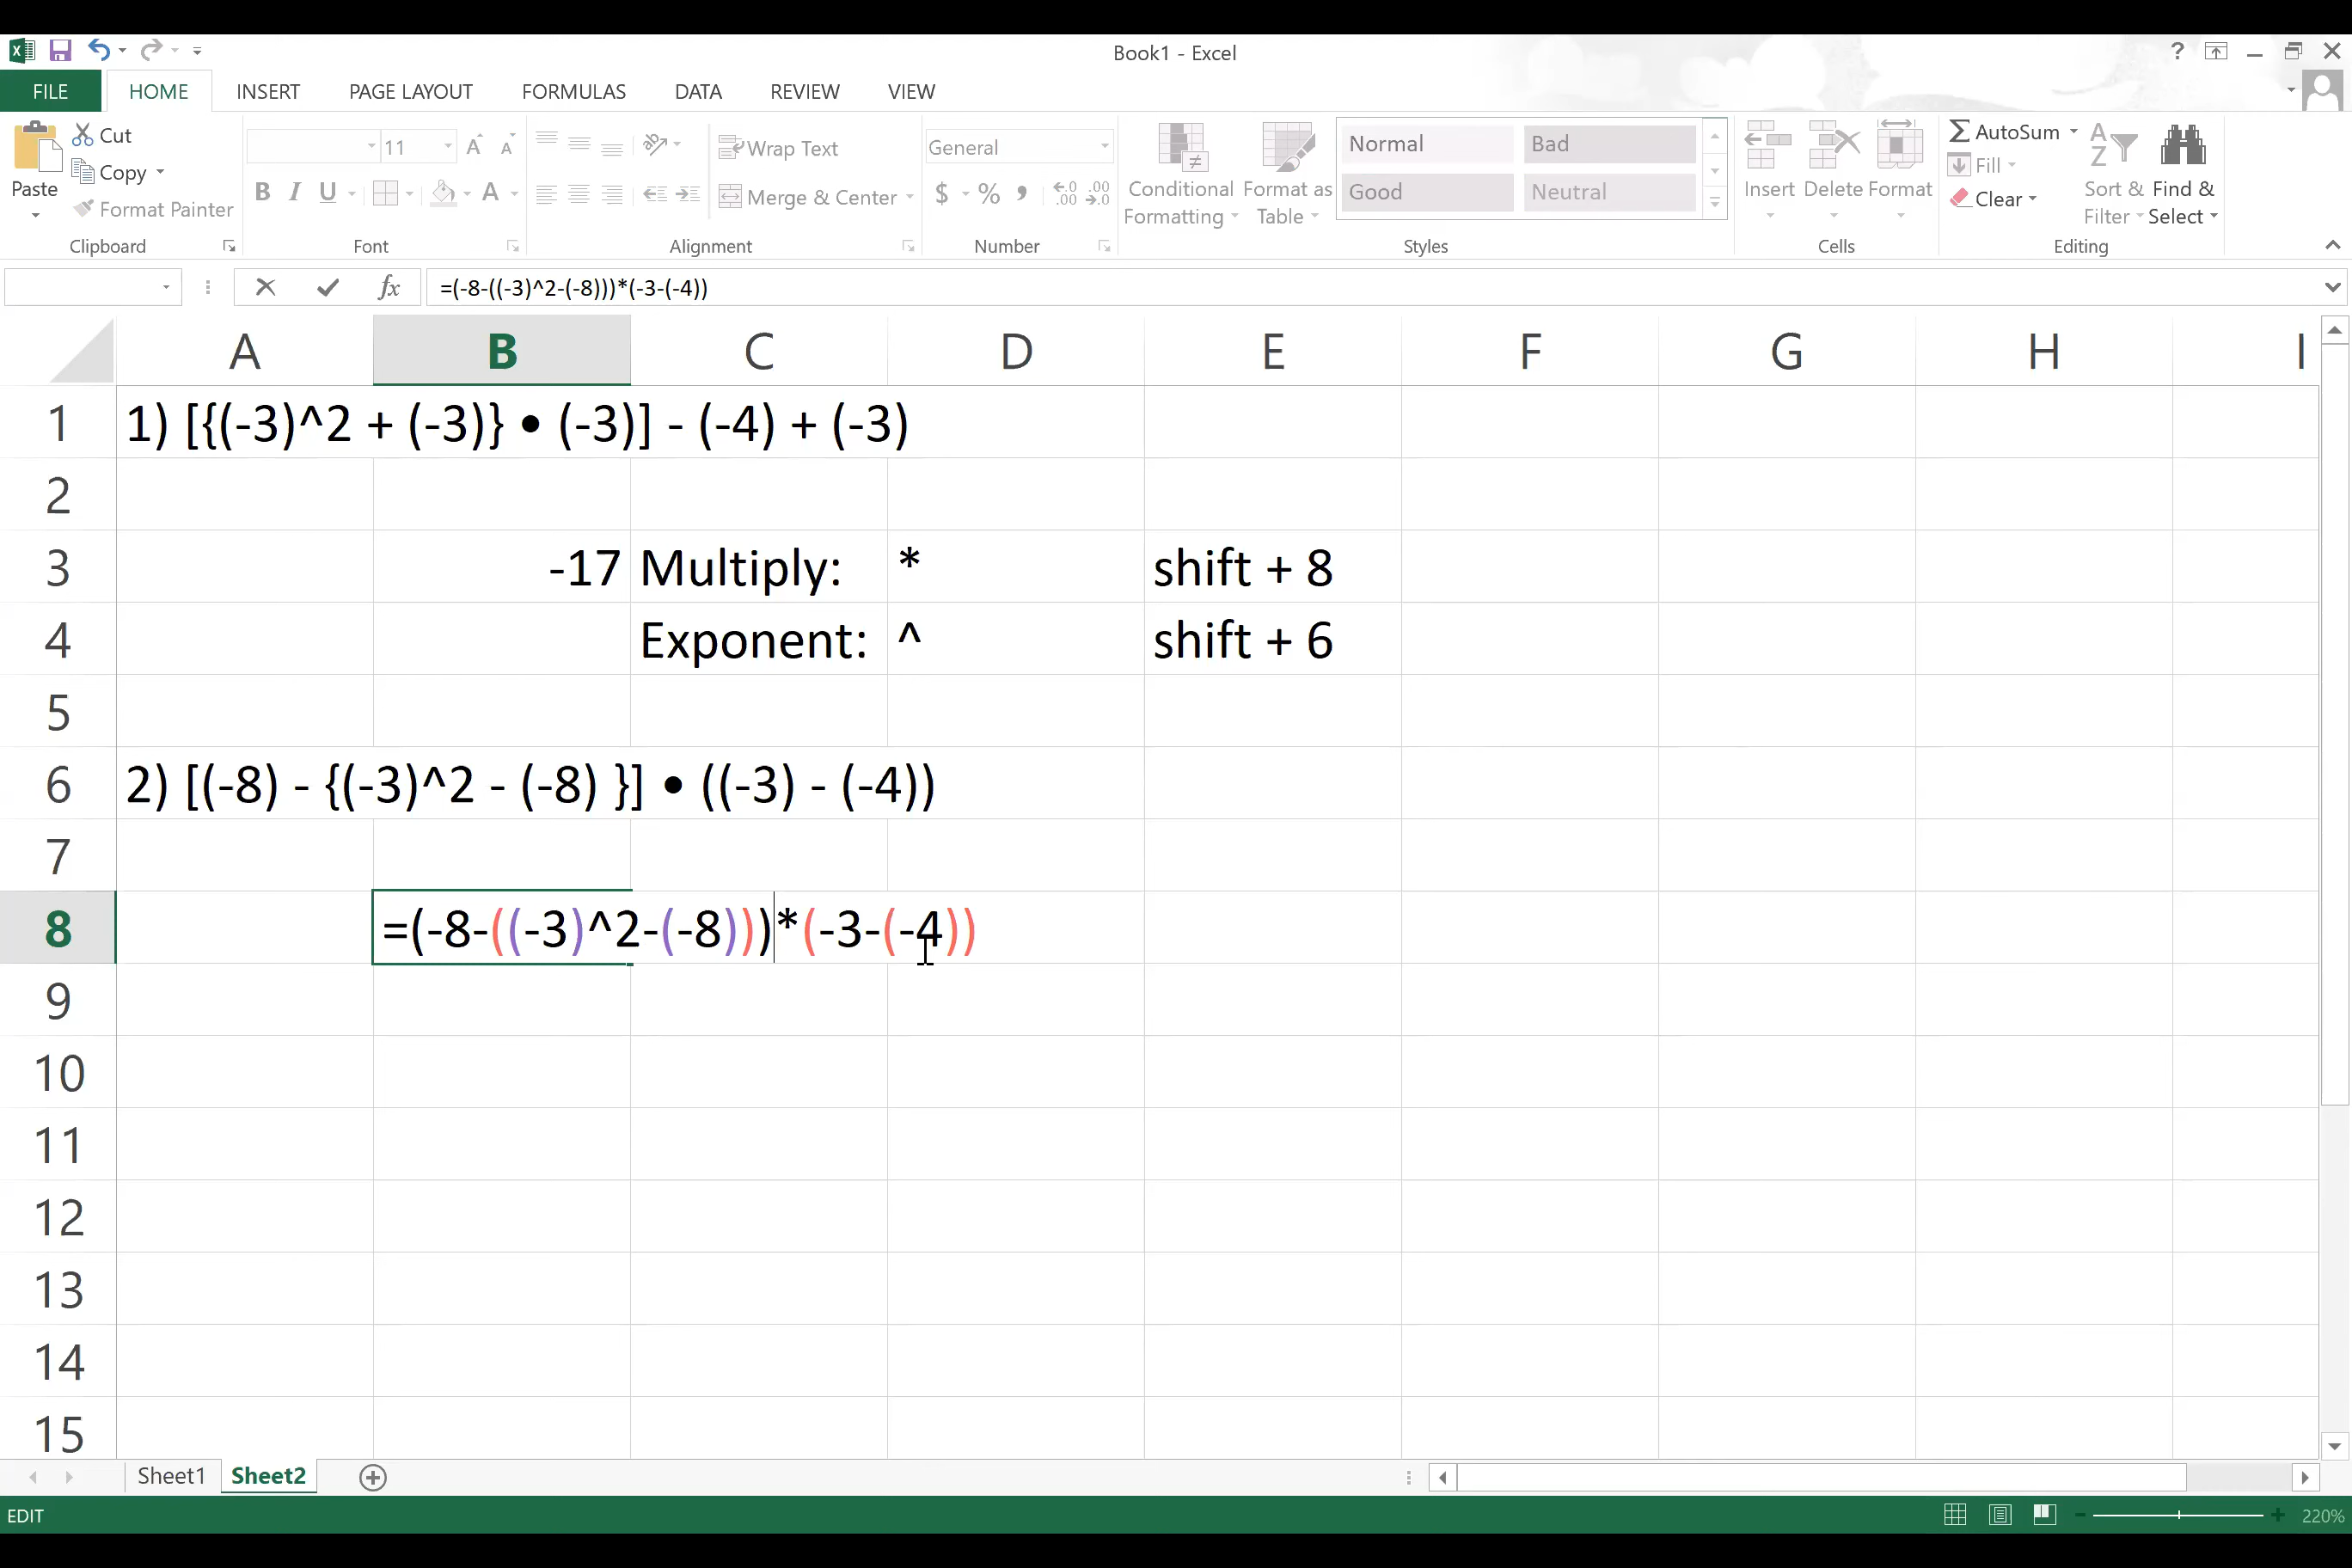 Book1 - Excel
?
FILE HOME INSERT PAGE LAYOUT FORMULAS DATA REVIEW VIEW
Paste
Cut
Copy
Format Painter
Clipboard
11
B I U
Font
Wrap Text
Merge & Center
Alignment
General
$ % , .00 .00
Number
Conditional Formatting
Format as Table
Normal Bad
Good Neutral
Styles
Insert Delete Format
Cells
AutoSum
Fill
Clear
Sort & Filter
Find & Select
Editing
fx =(-8-((-3)^2-(-8)))*(-3-(-4))
A B C D E F G H I
1 1) [{(-3)^2 + (-3)} • (-3)] - (-4) + (-3)
2
3 -17 Multiply: * shift + 8
4 Exponent: ^ shift + 6
5
6 2) [(-8) - {(-3)^2 - (-8) }] • ((-3) - (-4))
7
8 =(-8-((-3)^2-(-8)))*(-3-(-4))
9
10
11
12
13
14
15
Sheet1 Sheet2
EDIT 220%